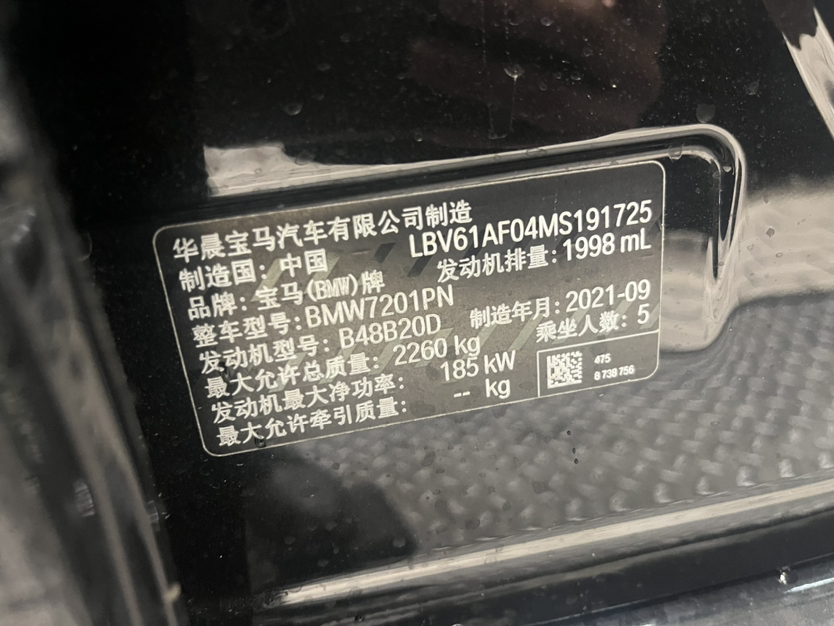 华晨宝马汽车有限公司制造
LBV61AF04MS191725
制造国: 中国
发动机排量: 1998 mL
品牌: 宝马(BMW)牌
整车型号: BMW7201PN
制造年月: 2021-09
发动机型号: B48B20D
乘坐人数: 5
最大允许总质量: 2260 kg
发动机最大净功率: 185 kW
最大允许牵引质量: -- kg
475
8 739 756